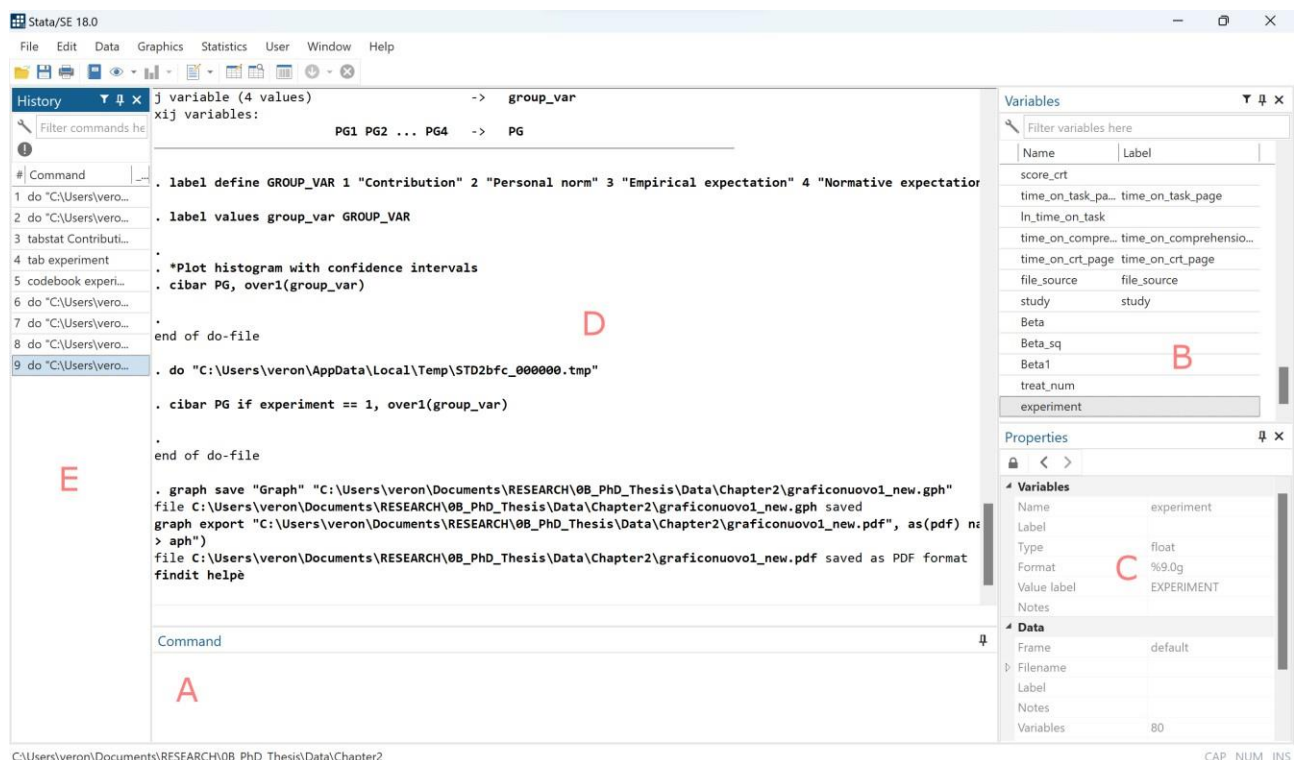 Stata/SE 18.0
File Edit Data Graphics Statistics User Window Help
History
Filter commands he
# Command _...
1 do "C:\Users\vero...
2 do "C:\Users\vero...
3 tabstat Contributi...
4 tab experiment
5 codebook experi...
6 do "C:\Users\vero...
7 do "C:\Users\vero...
8 do "C:\Users\vero...
9 do "C:\Users\vero...
E
j variable (4 values) -> group_var
xij variables:
PG1 PG2 ... PG4 -> PG
. label define GROUP_VAR 1 "Contribution" 2 "Personal norm" 3 "Empirical expectation" 4 "Normative expectation
. label values group_var GROUP_VAR
.
. *Plot histogram with confidence intervals
. cibar PG, over1(group_var)
.
end of do-file
D
. do "C:\Users\veron\AppData\Local\Temp\STD2bfc_000000.tmp"
. cibar PG if experiment == 1, over1(group_var)
.
end of do-file
. graph save "Graph" "C:\Users\veron\Documents\RESEARCH\0B_PhD_Thesis\Data\Chapter2\graficonuovo1_new.gph"
file C:\Users\veron\Documents\RESEARCH\0B_PhD_Thesis\Data\Chapter2\graficonuovo1_new.gph saved
graph export "C:\Users\veron\Documents\RESEARCH\0B_PhD_Thesis\Data\Chapter2\graficonuovo1_new.pdf", as(pdf) na
> aph")
file C:\Users\veron\Documents\RESEARCH\0B_PhD_Thesis\Data\Chapter2\graficonuovo1_new.pdf saved as PDF format
findit helpè
Command
A
Variables
Filter variables here
Name Label
score_crt
time_on_task_pa... time_on_task_page
ln_time_on_task
time_on_compre... time_on_comprehensio...
time_on_crt_page time_on_crt_page
file_source file_source
study study
Beta
Beta_sq
Beta1
treat_num
experiment
B
Properties
Variables
Name experiment
Label
Type float
Format %9.0g
Value label EXPERIMENT
Notes
C
Data
Frame default
Filename
Label
Notes
Variables 80
C:\Users\veron\Documents\RESEARCH\0B_PhD_Thesis\Data\Chapter2
CAP NUM INS